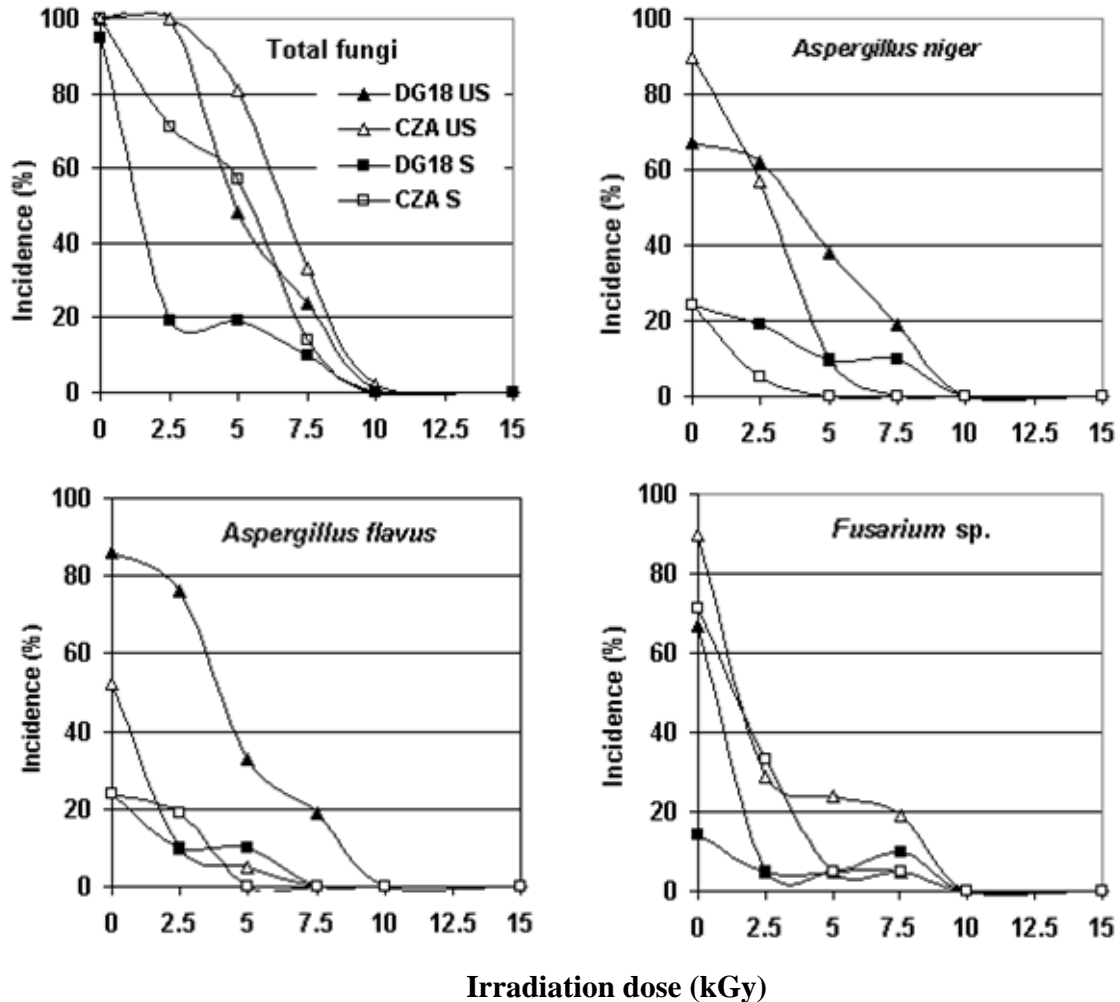 Total fungi
DG18 US
CZA US
DG18 S
CZA S
Incidence (%)
100
80
60
40
20
0
0 2.5 5 7.5 10 12.5 15
Aspergillus niger
Incidence (%)
100
80
60
40
20
0
0 2.5 5 7.5 10 12.5 15
Aspergillus flavus
Incidence (%)
100
80
60
40
20
0
0 2.5 5 7.5 10 12.5 15
Fusarium sp.
Incidence (%)
100
80
60
40
20
0
0 2.5 5 7.5 10 12.5 15
Irradiation dose (kGy)